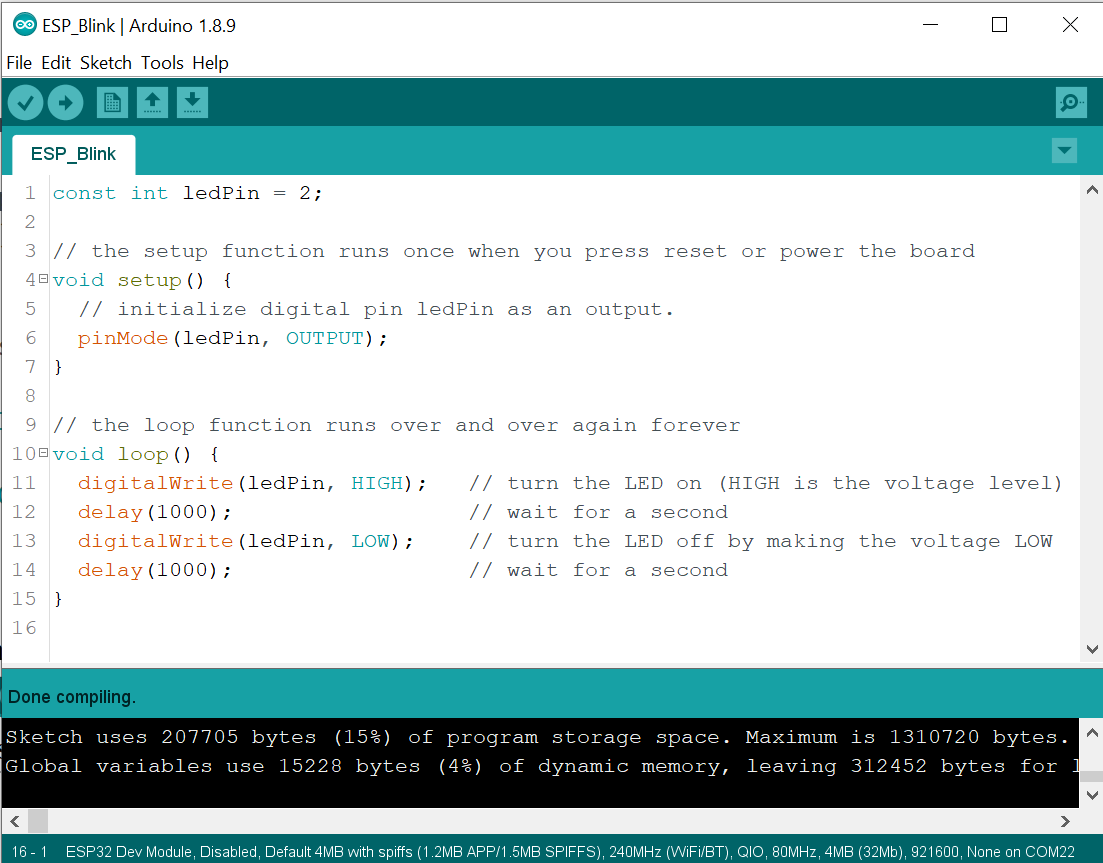 ESP_Blink | Arduino 1.8.9
File Edit Sketch Tools Help
ESP_Blink
1 const int ledPin = 2;
2
3 // the setup function runs once when you press reset or power the board
4 void setup() {
5   // initialize digital pin ledPin as an output.
6   pinMode(ledPin, OUTPUT);
7 }
8
9 // the loop function runs over and over again forever
10 void loop() {
11   digitalWrite(ledPin, HIGH);   // turn the LED on (HIGH is the voltage level)
12   delay(1000);                  // wait for a second
13   digitalWrite(ledPin, LOW);    // turn the LED off by making the voltage LOW
14   delay(1000);                  // wait for a second
15 }
16
Done compiling.
Sketch uses 207705 bytes (15%) of program storage space. Maximum is 1310720 bytes.
Global variables use 15228 bytes (4%) of dynamic memory, leaving 312452 bytes for l
16 - 1 ESP32 Dev Module, Disabled, Default 4MB with spiffs (1.2MB APP/1.5MB SPIFFS), 240MHz (WiFi/BT), QIO, 80MHz, 4MB (32Mb), 921600, None on COM22